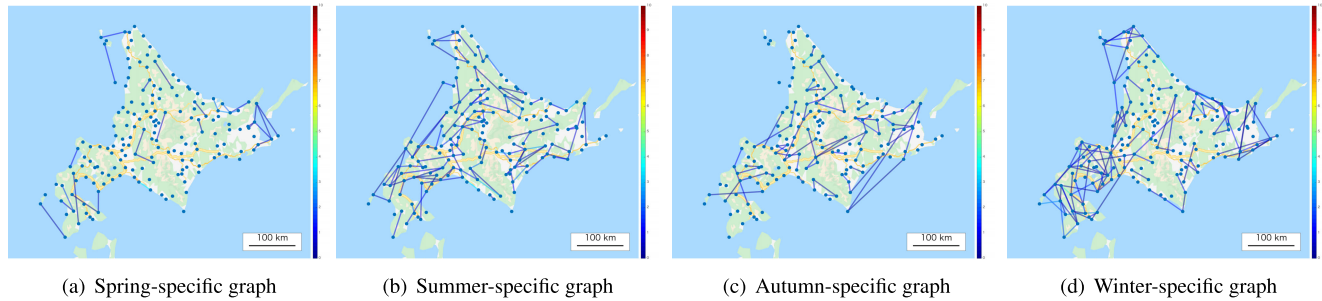 100 km
100 km
100 km
100 km
(a) Spring-specific graph
(b) Summer-specific graph
(c) Autumn-specific graph
(d) Winter-specific graph